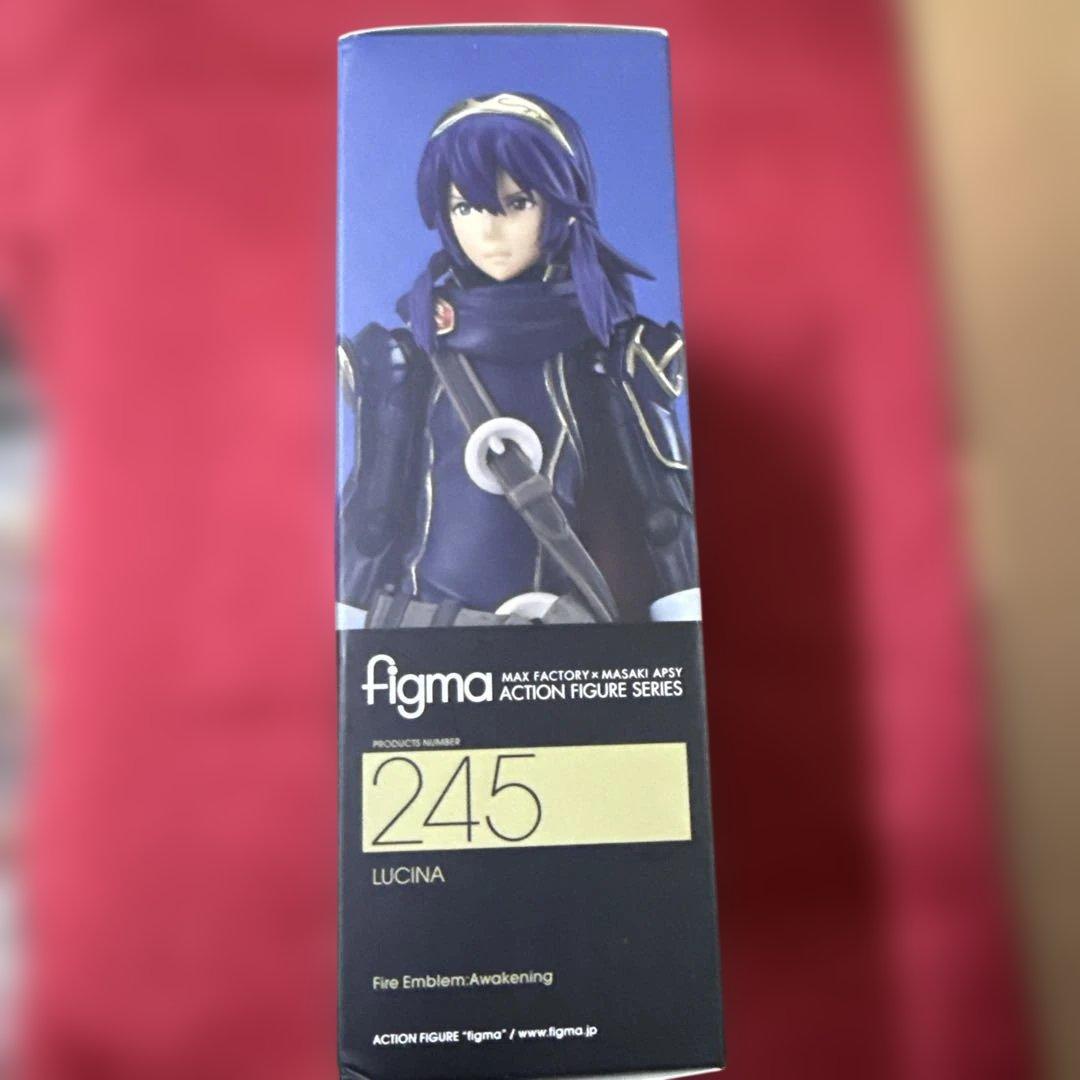 figma MAX FACTORY × MASAKI APSY
ACTION FIGURE SERIES
PRODUCTS NUMBER
245
LUCINA
Fire Emblem:Awakening
ACTION FIGURE "figma" / www.figma.jp